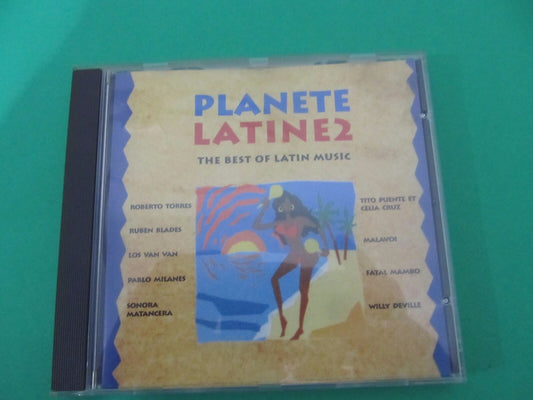 PLANETE
LATINE2
THE BEST OF LATIN MUSIC
ROBERTO TORRES
RUBEN BLADES
LOS VAN VAN
PABLO MILANES
SONORA
MATANCERA
TITO PUENTE ET
CELIA CRUZ
MALAVOI
FATAL MAMBO
WILLY DEVILLE